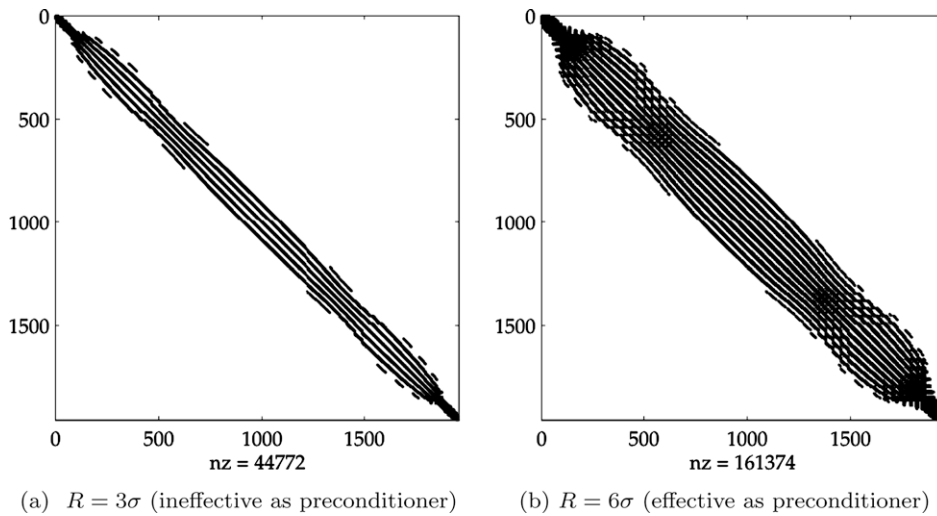 0
500
1000
1500
0 500 1000 1500
nz = 44772
(a) R = 3σ (ineffective as preconditioner)
0
500
1000
1500
0 500 1000 1500
nz = 161374
(b) R = 6σ (effective as preconditioner)